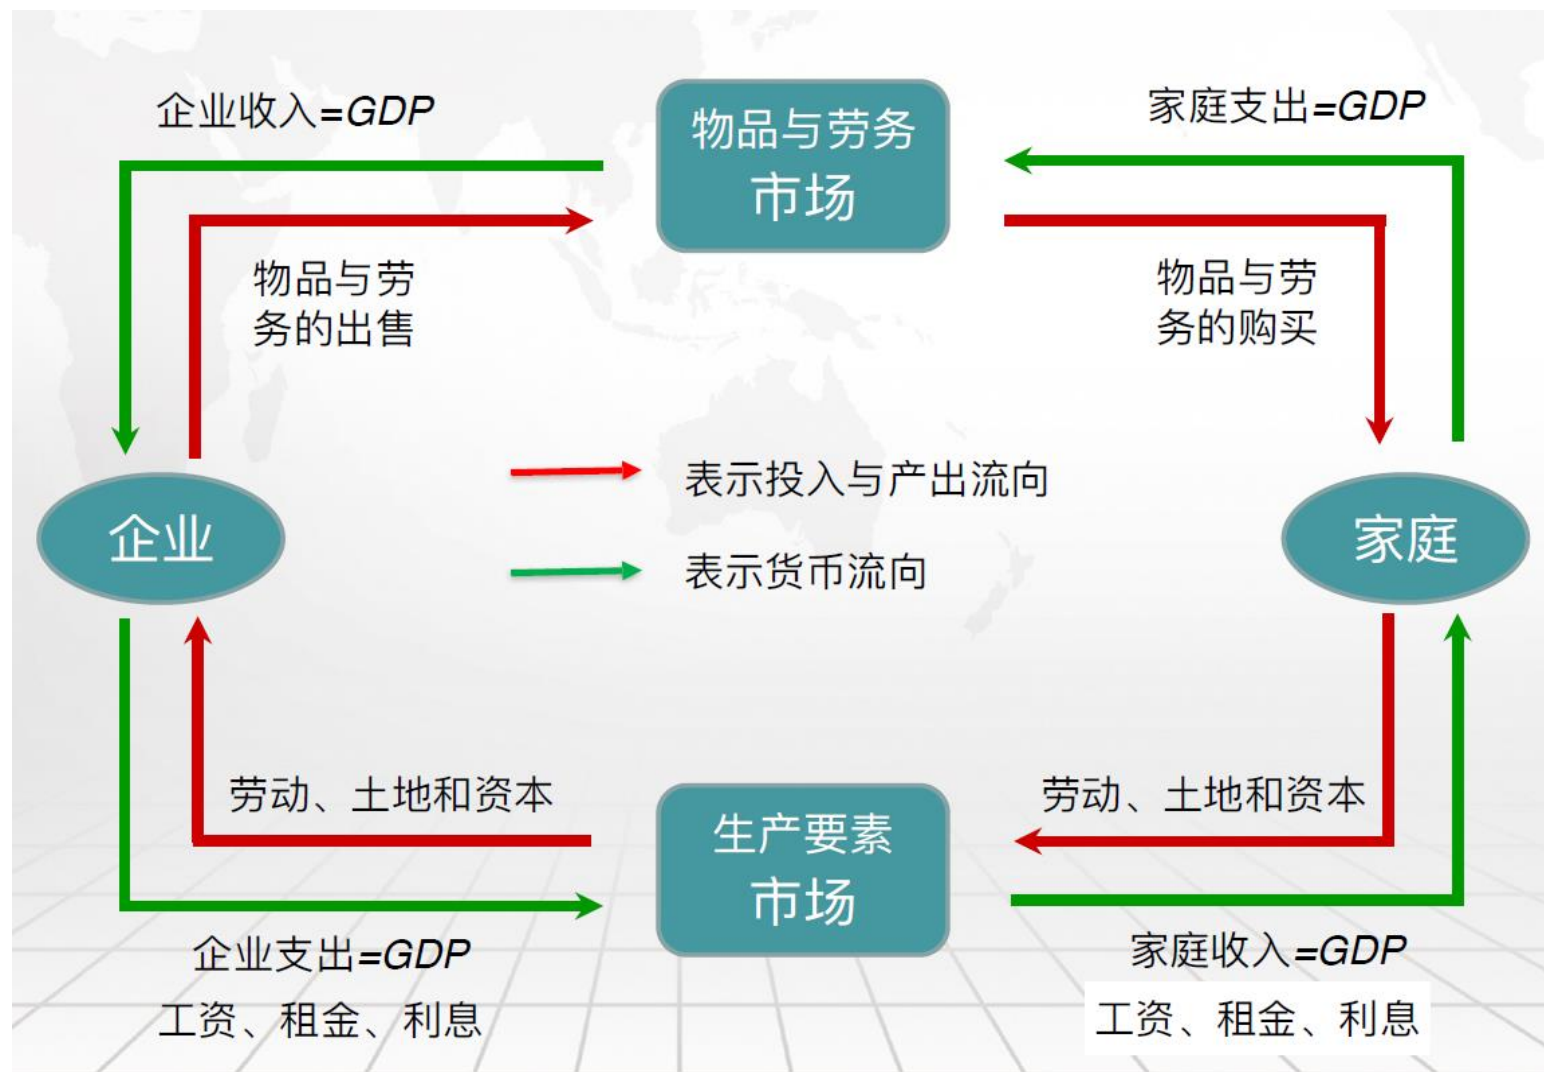 企业收入=GDP
物品与劳务
市场
家庭支出=GDP
物品与劳
务的出售
物品与劳
务的购买
表示投入与产出流向
企业
家庭
表示货币流向
劳动、土地和资本
生产要素
市场
劳动、土地和资本
企业支出=GDP
工资、租金、利息
家庭收入=GDP
工资、租金、利息